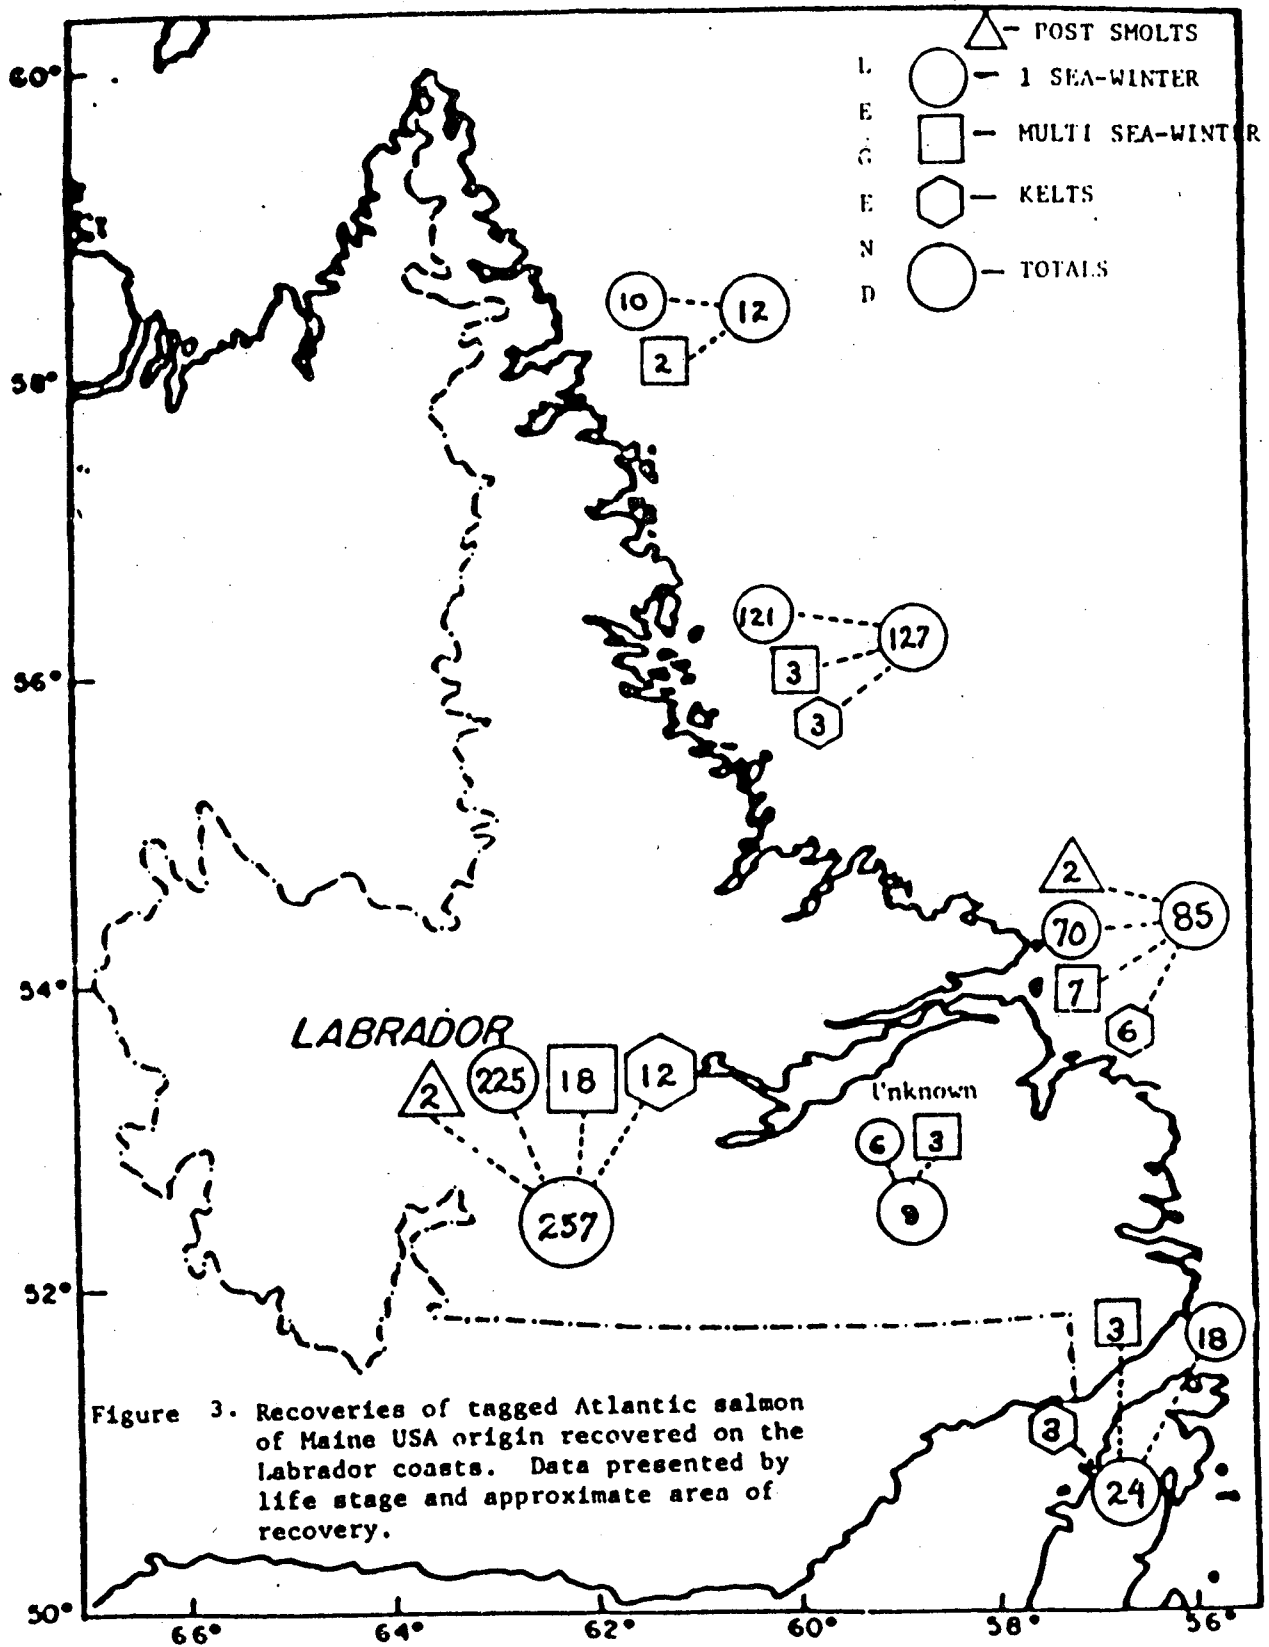 △ — POST SMOLTS
○ — 1 SEA-WINTER
□ — MULTI SEA-WINTER
⬡ — KELTS
○ — TOTALS
LEGEND
60°
58°
56°
54°
52°
50°
10
12
2
121
127
3
3
2
70
85
7
6
LABRADOR
2
225
18
12
257
Unknown
6
3
9
3
18
3
24
Figure 3. Recoveries of tagged Atlantic salmon
of Maine USA origin recovered on the
Labrador coasts. Data presented by
life stage and approximate area of
recovery.
66°
64°
62°
60°
58°
56°